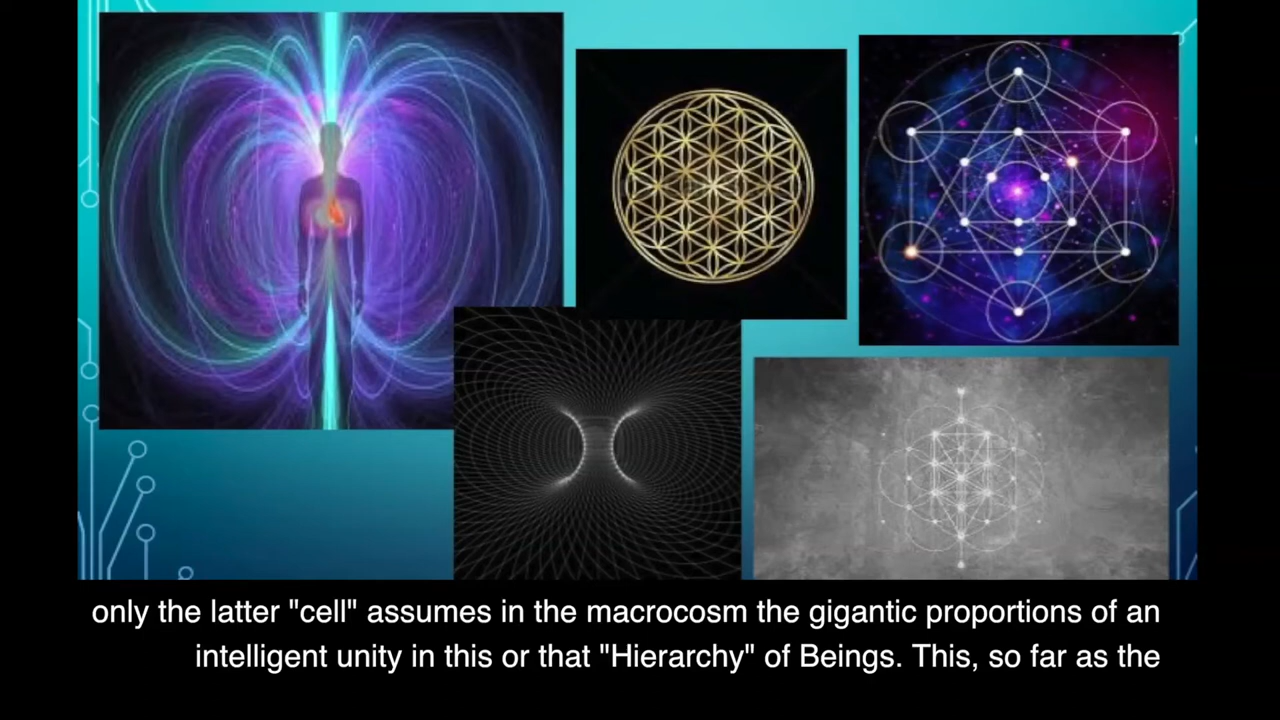 only the latter "cell" assumes in the macrocosm the gigantic proportions of an
intelligent unity in this or that "Hierarchy" of Beings. This, so far as the